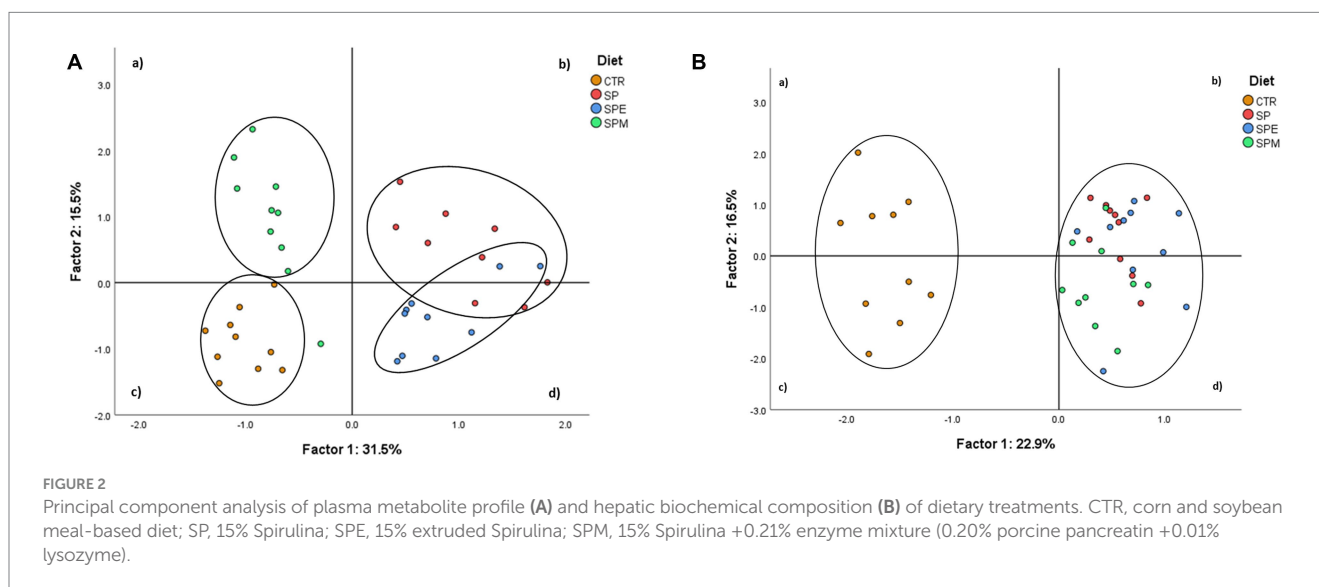 A
a)
b)
Diet
CTR
SP
SPE
SPM
3.0
2.0
1.0
0.0
-1.0
-2.0
Factor 2: 15.5%
c)
d)
-2.0 -1.0 0.0 1.0 2.0
Factor 1: 31.5%
B
a)
b)
Diet
CTR
SP
SPE
SPM
3.0
2.0
1.0
0.0
-1.0
-2.0
-3.0
Factor 2: 16.5%
c)
d)
-2.0 -1.0 0.0 1.0
Factor 1: 22.9%
FIGURE 2
Principal component analysis of plasma metabolite profile (A) and hepatic biochemical composition (B) of dietary treatments. CTR, corn and soybean
meal-based diet; SP, 15% Spirulina; SPE, 15% extruded Spirulina; SPM, 15% Spirulina +0.21% enzyme mixture (0.20% porcine pancreatin +0.01%
lysozyme).